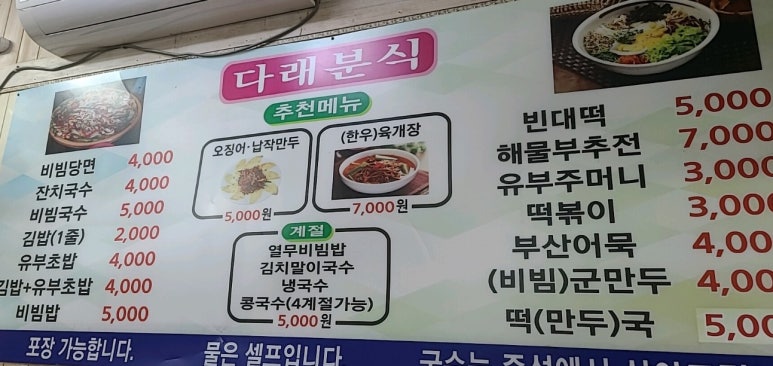 다래분식
추천메뉴
오징어·납작만두
5,000원
(한우)육개장
7,000원
계절
열무비빔밥
김치말이국수
냉국수
콩국수(4계절가능)
5,000원
비빔당면 4,000
잔치국수 4,000
비빔국수 5,000
김밥(1줄) 2,000
유부초밥 4,000
김밥+유부초밥 4,000
비빔밥 5,000
빈대떡 5,000
해물부추전 7,000
유부주머니 3,000
떡볶이 3,000
부산어묵 4,00
(비빔)군만두 4,00
떡(만두)국 5,00
포장 가능합니다.
물은 셀프입니다
국수는